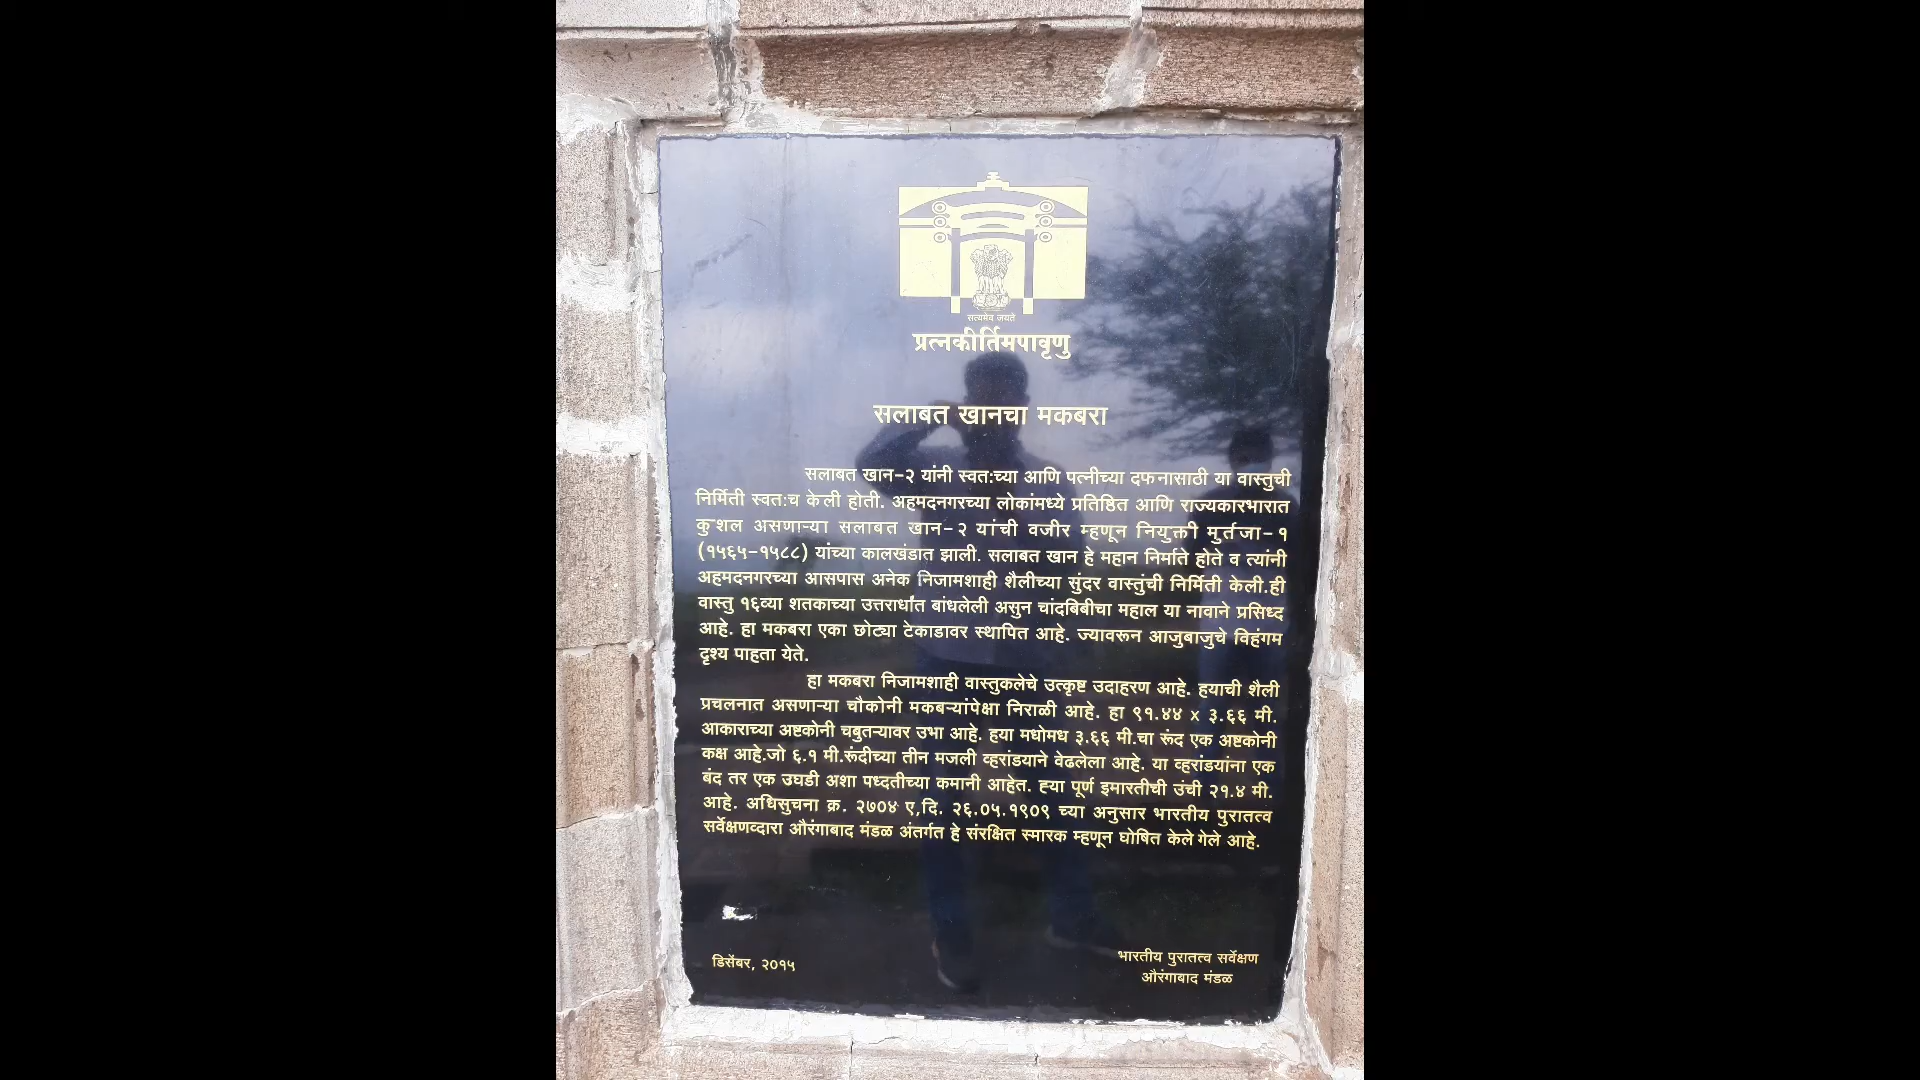 सत्यमेव जयते
प्रत्नकीर्तिमपावृणु
सलाबत खानचा मकबरा
सलाबत खान-२ यांनी स्वत:च्या आणि पत्नीच्या दफनासाठी या वास्तुची
निर्मिती स्वत:च केली होती. अहमदनगरच्या लोकांमध्ये प्रतिष्ठित आणि राज्यकारभारात
कुशल असणाऱ्या सलाबत खान-२ यांची वजीर म्हणून नियुक्ती मुर्तजा-१
(१५६५-१५८८) यांच्या कालखंडात झाली. सलाबत खान हे महान निर्माते होते व त्यांनी
अहमदनगरच्या आसपास अनेक निजामशाही शैलीच्या सुंदर वास्तुंची निर्मिती केली.ही
वास्तु १६व्या शतकाच्या उत्तरार्धात बांधलेली असुन चांदबिबीचा महाल या नावाने प्रसिध्द
आहे. हा मकबरा एका छोट्या टेकाडावर स्थापित आहे. ज्यावरून आजुबाजुचे विहंगम
दृश्य पाहता येते.
हा मकबरा निजामशाही वास्तुकलेचे उत्कृष्ट उदाहरण आहे. हयाची शैली
प्रचलनात असणाऱ्या चौकोनी मकबऱ्यांपेक्षा निराळी आहे. हा ९१.४४ x ३.६६ मी.
आकाराच्या अष्टकोनी चबुतऱ्यावर उभा आहे. हया मधोमध ३.६६ मी.चा रूंद एक अष्टकोनी
कक्ष आहे.जो ६.१ मी.रूंदीच्या तीन मजली व्हरांडयाने वेढलेला आहे. या व्हरांडयांना एक
बंद तर एक उघडी अशा पध्दतीच्या कमानी आहेत. ह्या पूर्ण इमारतीची उंची २१.४ मी.
आहे. अधिसुचना क्र. २७०४ ए,दि. २६.०५.१९०९ च्या अनुसार भारतीय पुरातत्व
सर्वेक्षणव्दारा औरंगाबाद मंडळ अंतर्गत हे संरक्षित स्मारक म्हणून घोषित केले गेले आहे.
डिसेंबर, २०१५
भारतीय पुरातत्व सर्वेक्षण
औरंगाबाद मंडळ